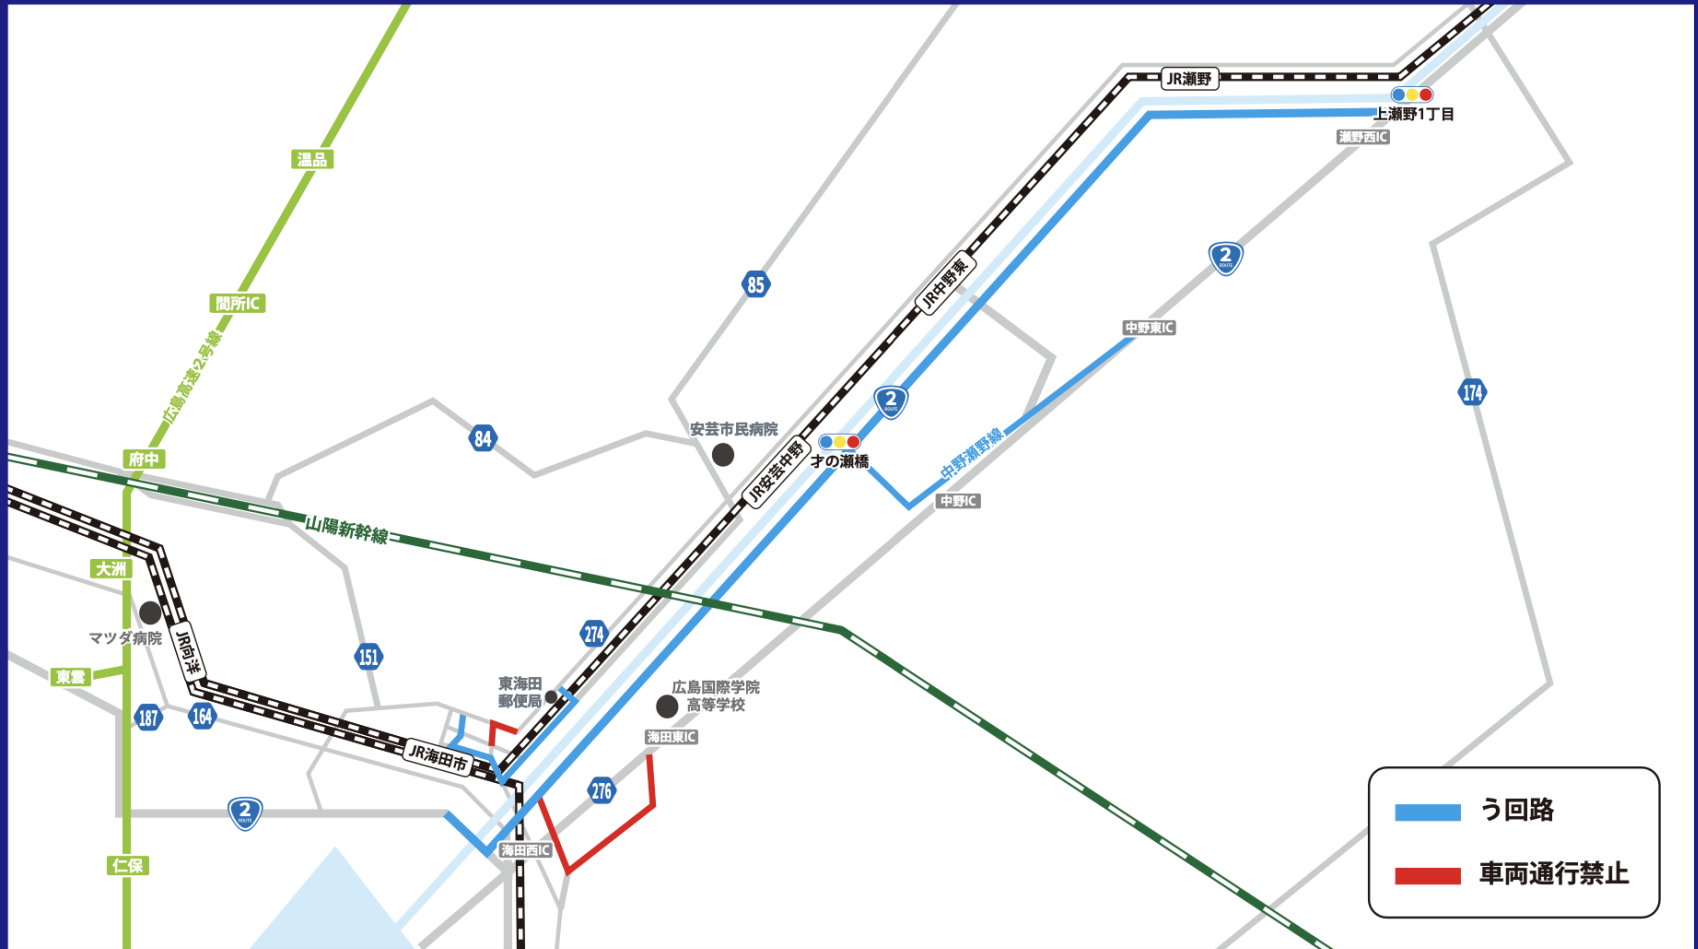 JR瀬野
上瀬野1丁目
瀬野西IC
温品
2
ROUTE
JR中野東
85
間所IC
中野東IC
広島高速2号線
174
2
ROUTE
安芸市民病院
84
才の瀬橋
府中
JR安芸中野
中野瀬野線
中野IC
山陽新幹線
大洲
マツダ病院
274
JR向洋
151
東雲
東海田
郵便局
広島国際学院
高等学校
187
164
海田東IC
JR海田市
276
2
ROUTE
海田西IC
仁保
う回路
車両通行禁止